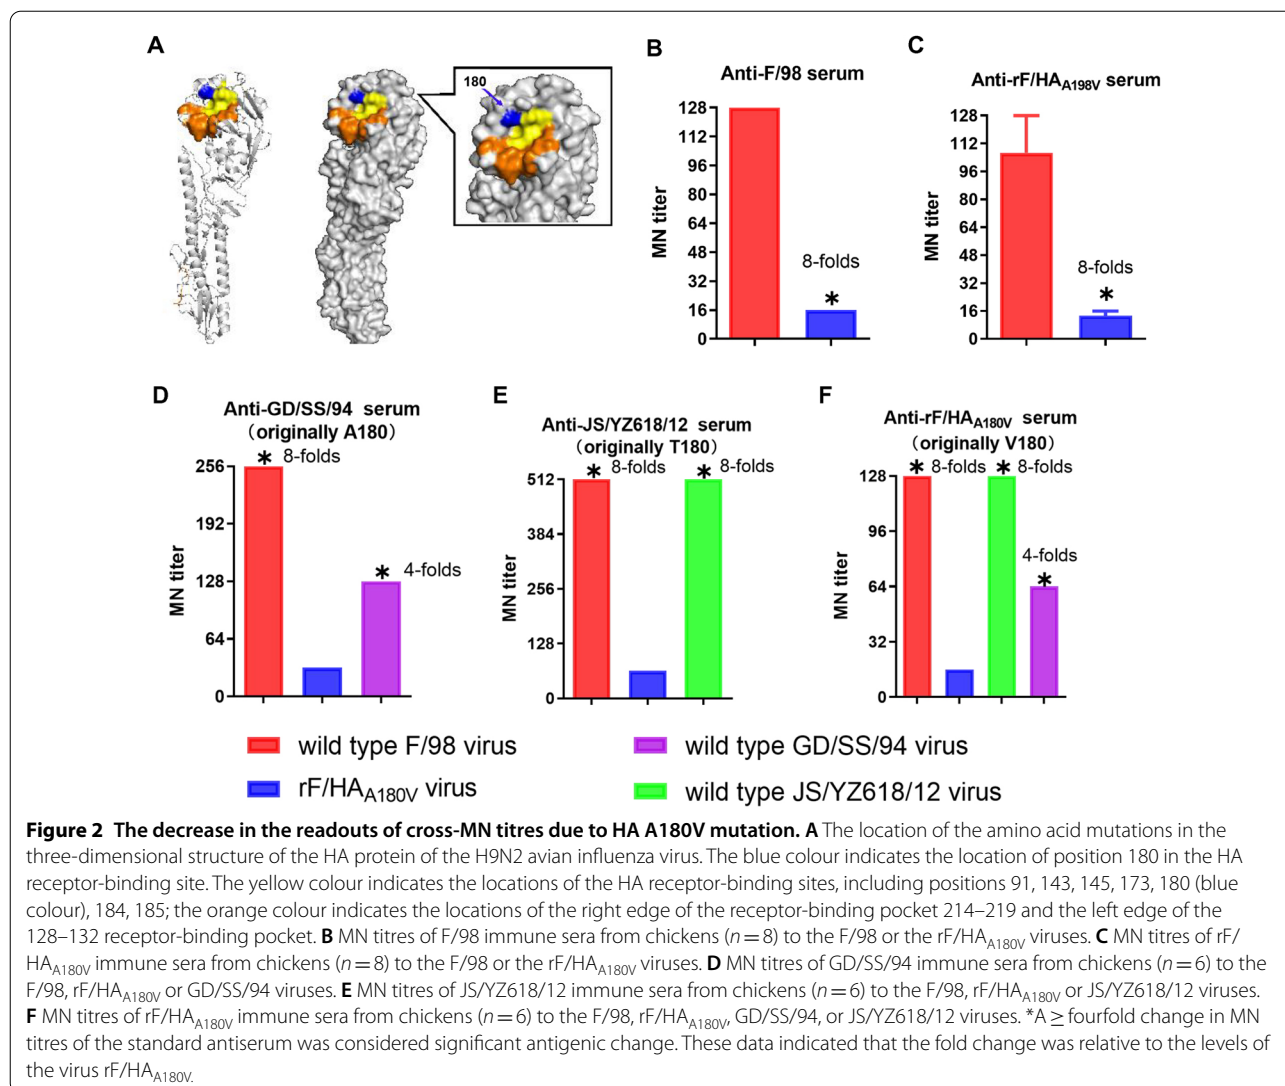 A
180
B
Anti-F/98 serum
MN titer
128
112
96
80
64
48
32
16
0
8-folds
*
C
Anti-rF/HA_A198V serum
MN titer
128
112
96
80
64
48
32
16
0
8-folds
*
D
Anti-GD/SS/94 serum
(originally A180)
MN titer
256
192
128
64
0
* 8-folds
* 4-folds
E
Anti-JS/YZ618/12 serum
(originally T180)
MN titer
512
384
256
128
0
* 8-folds
* 8-folds
F
Anti-rF/HA_A180V serum
(originally V180)
MN titer
128
96
64
32
0
* 8-folds
* 8-folds
4-folds
*
wild type F/98 virus
wild type GD/SS/94 virus
rF/HA_A180V virus
wild type JS/YZ618/12 virus
Figure 2 The decrease in the readouts of cross-MN titres due to HA A180V mutation. A The location of the amino acid mutations in the
three-dimensional structure of the HA protein of the H9N2 avian influenza virus. The blue colour indicates the location of position 180 in the HA
receptor-binding site. The yellow colour indicates the locations of the HA receptor-binding sites, including positions 91, 143, 145, 173, 180 (blue
colour), 184, 185; the orange colour indicates the locations of the right edge of the receptor-binding pocket 214–219 and the left edge of the
128–132 receptor-binding pocket. B MN titres of F/98 immune sera from chickens (n = 8) to the F/98 or the rF/HA_A180V viruses. C MN titres of rF/
HA_A180V immune sera from chickens (n = 8) to the F/98 or the rF/HA_A180V viruses. D MN titres of GD/SS/94 immune sera from chickens (n = 6) to the
F/98, rF/HA_A180V or GD/SS/94 viruses. E MN titres of JS/YZ618/12 immune sera from chickens (n = 6) to the F/98, rF/HA_A180V or JS/YZ618/12 viruses.
F MN titres of rF/HA_A180V immune sera from chickens (n = 6) to the F/98, rF/HA_A180V, GD/SS/94, or JS/YZ618/12 viruses. *A ≥ fourfold change in MN
titres of the standard antiserum was considered significant antigenic change. These data indicated that the fold change was relative to the levels of
the virus rF/HA_A180V.